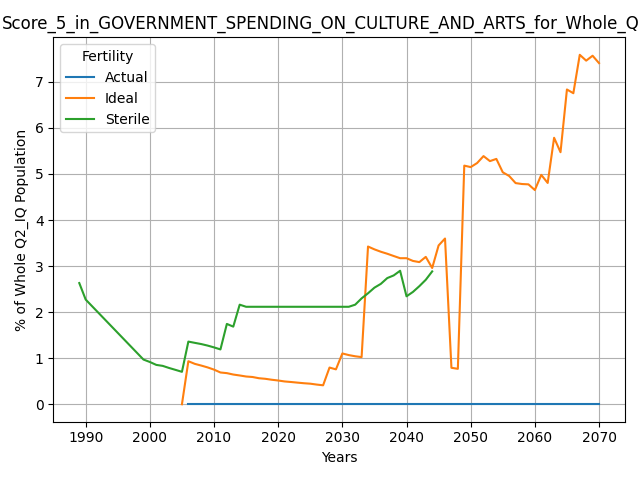 Score_5_in_GOVERNMENT_SPENDING_ON_CULTURE_AND_ARTS_for_Whole_Q
Fertility
Actual
Ideal
Sterile
% of Whole Q2_IQ Population
7
6
5
4
3
2
1
0
1990 2000 2010 2020 2030 2040 2050 2060 2070
Years